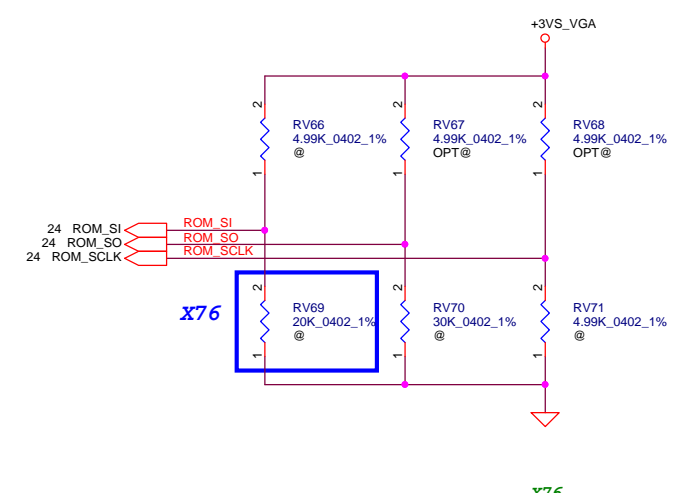 +3VS_VGA
2
2
2
RV66
4.99K_0402_1%
@
RV67
4.99K_0402_1%
OPT@
RV68
4.99K_0402_1%
OPT@
1
1
1
24 ROM_SI
ROM_SI
24 ROM_SO
ROM_SO
24 ROM_SCLK
ROM_SCLK
X76
2
2
2
RV69
20K_0402_1%
@
RV70
30K_0402_1%
@
RV71
4.99K_0402_1%
@
1
1
1
X76